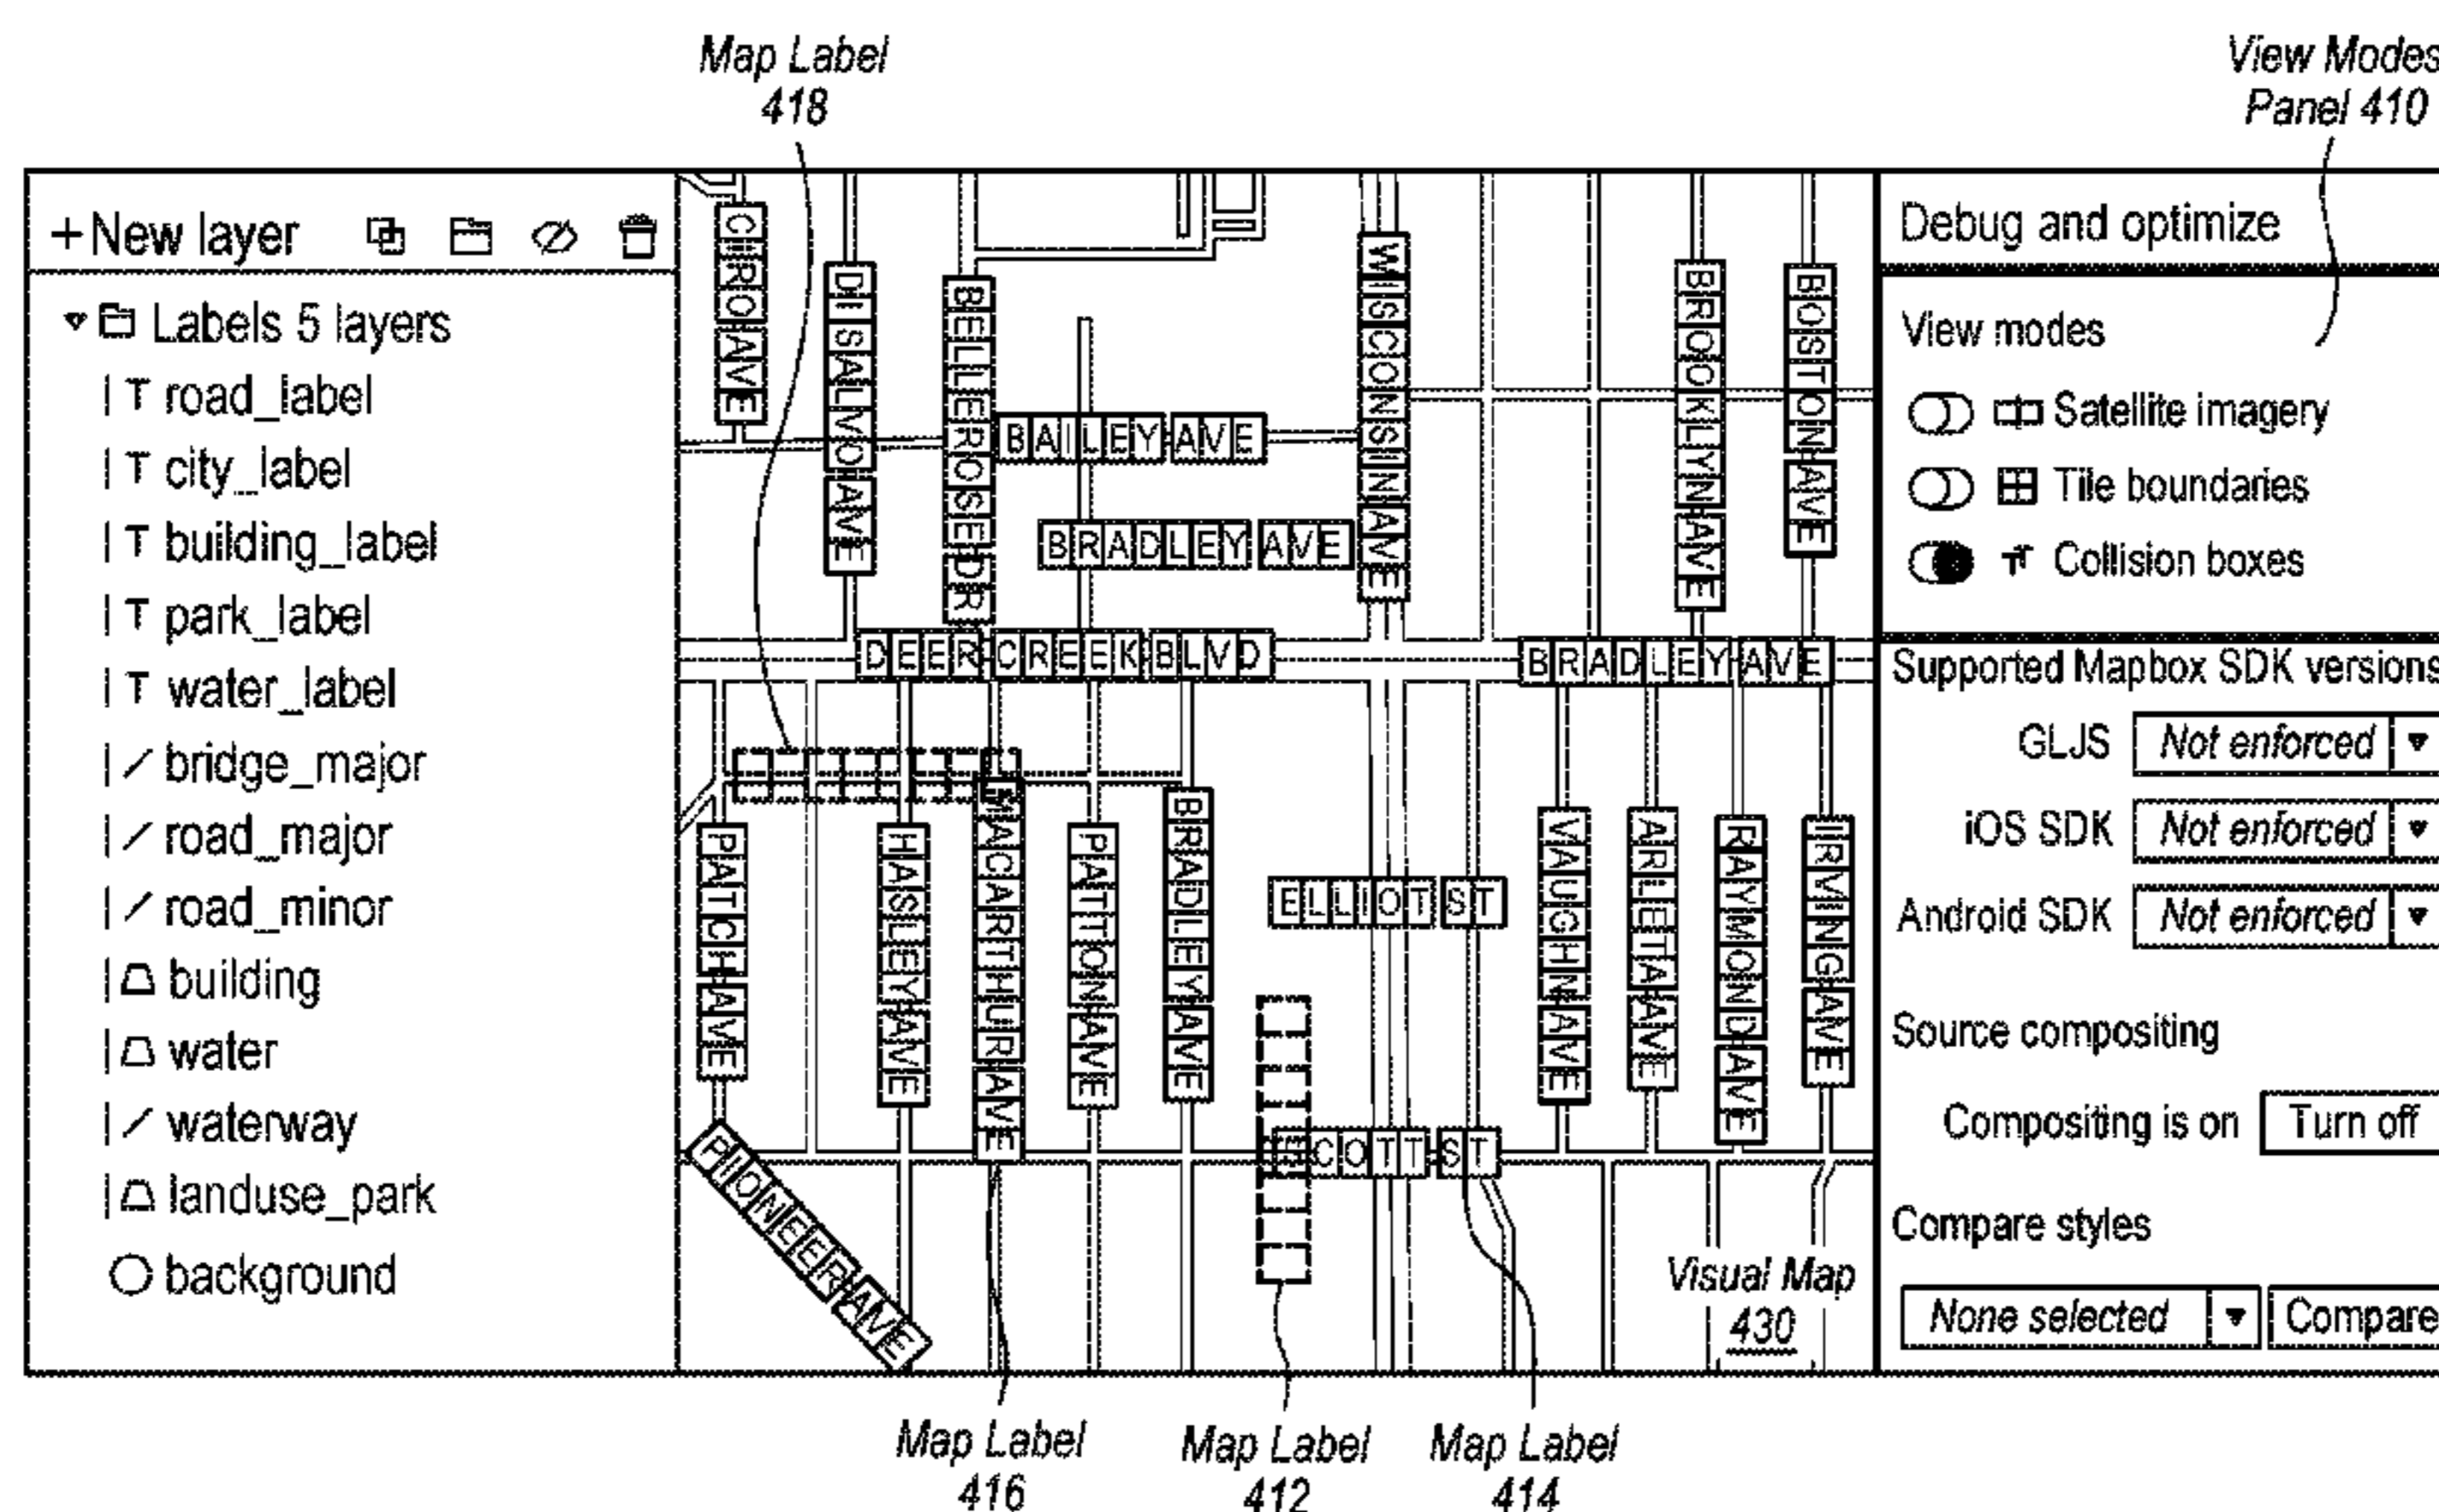 Map Label
418
View Modes
Panel 410
+ New layer
Labels 5 layers
T road_label
T city_label
T building_label
T park_label
T water_label
bridge_major
road_major
road_minor
building
water
waterway
landuse_park
background
CIRO AVE
DISALVO AVE
BELLEROSE DR
WISCONSIN AVE
BROOKLYN AVE
BOSTON AVE
BAILEY AVE
BRADLEY AVE
DEER CREEK BLVD
BRADLEY AVE
PATCH AVE
HASLEY AVE
MACARTHUR AVE
PATTON AVE
BRADLEY AVE
ELLIOT ST
VAUGHN AVE
ARLETA AVE
RAYMOND AVE
IRVING AVE
COTT ST
PIONEER AVE
Visual Map
430
Debug and optimize
View modes
Satellite imagery
Tile boundaries
Collision boxes
Supported Mapbox SDK versions
GLJS Not enforced
iOS SDK Not enforced
Android SDK Not enforced
Source compositing
Compositing is on Turn off
Compare styles
None selected Compare
Map Label
416
Map Label
412
Map Label
414